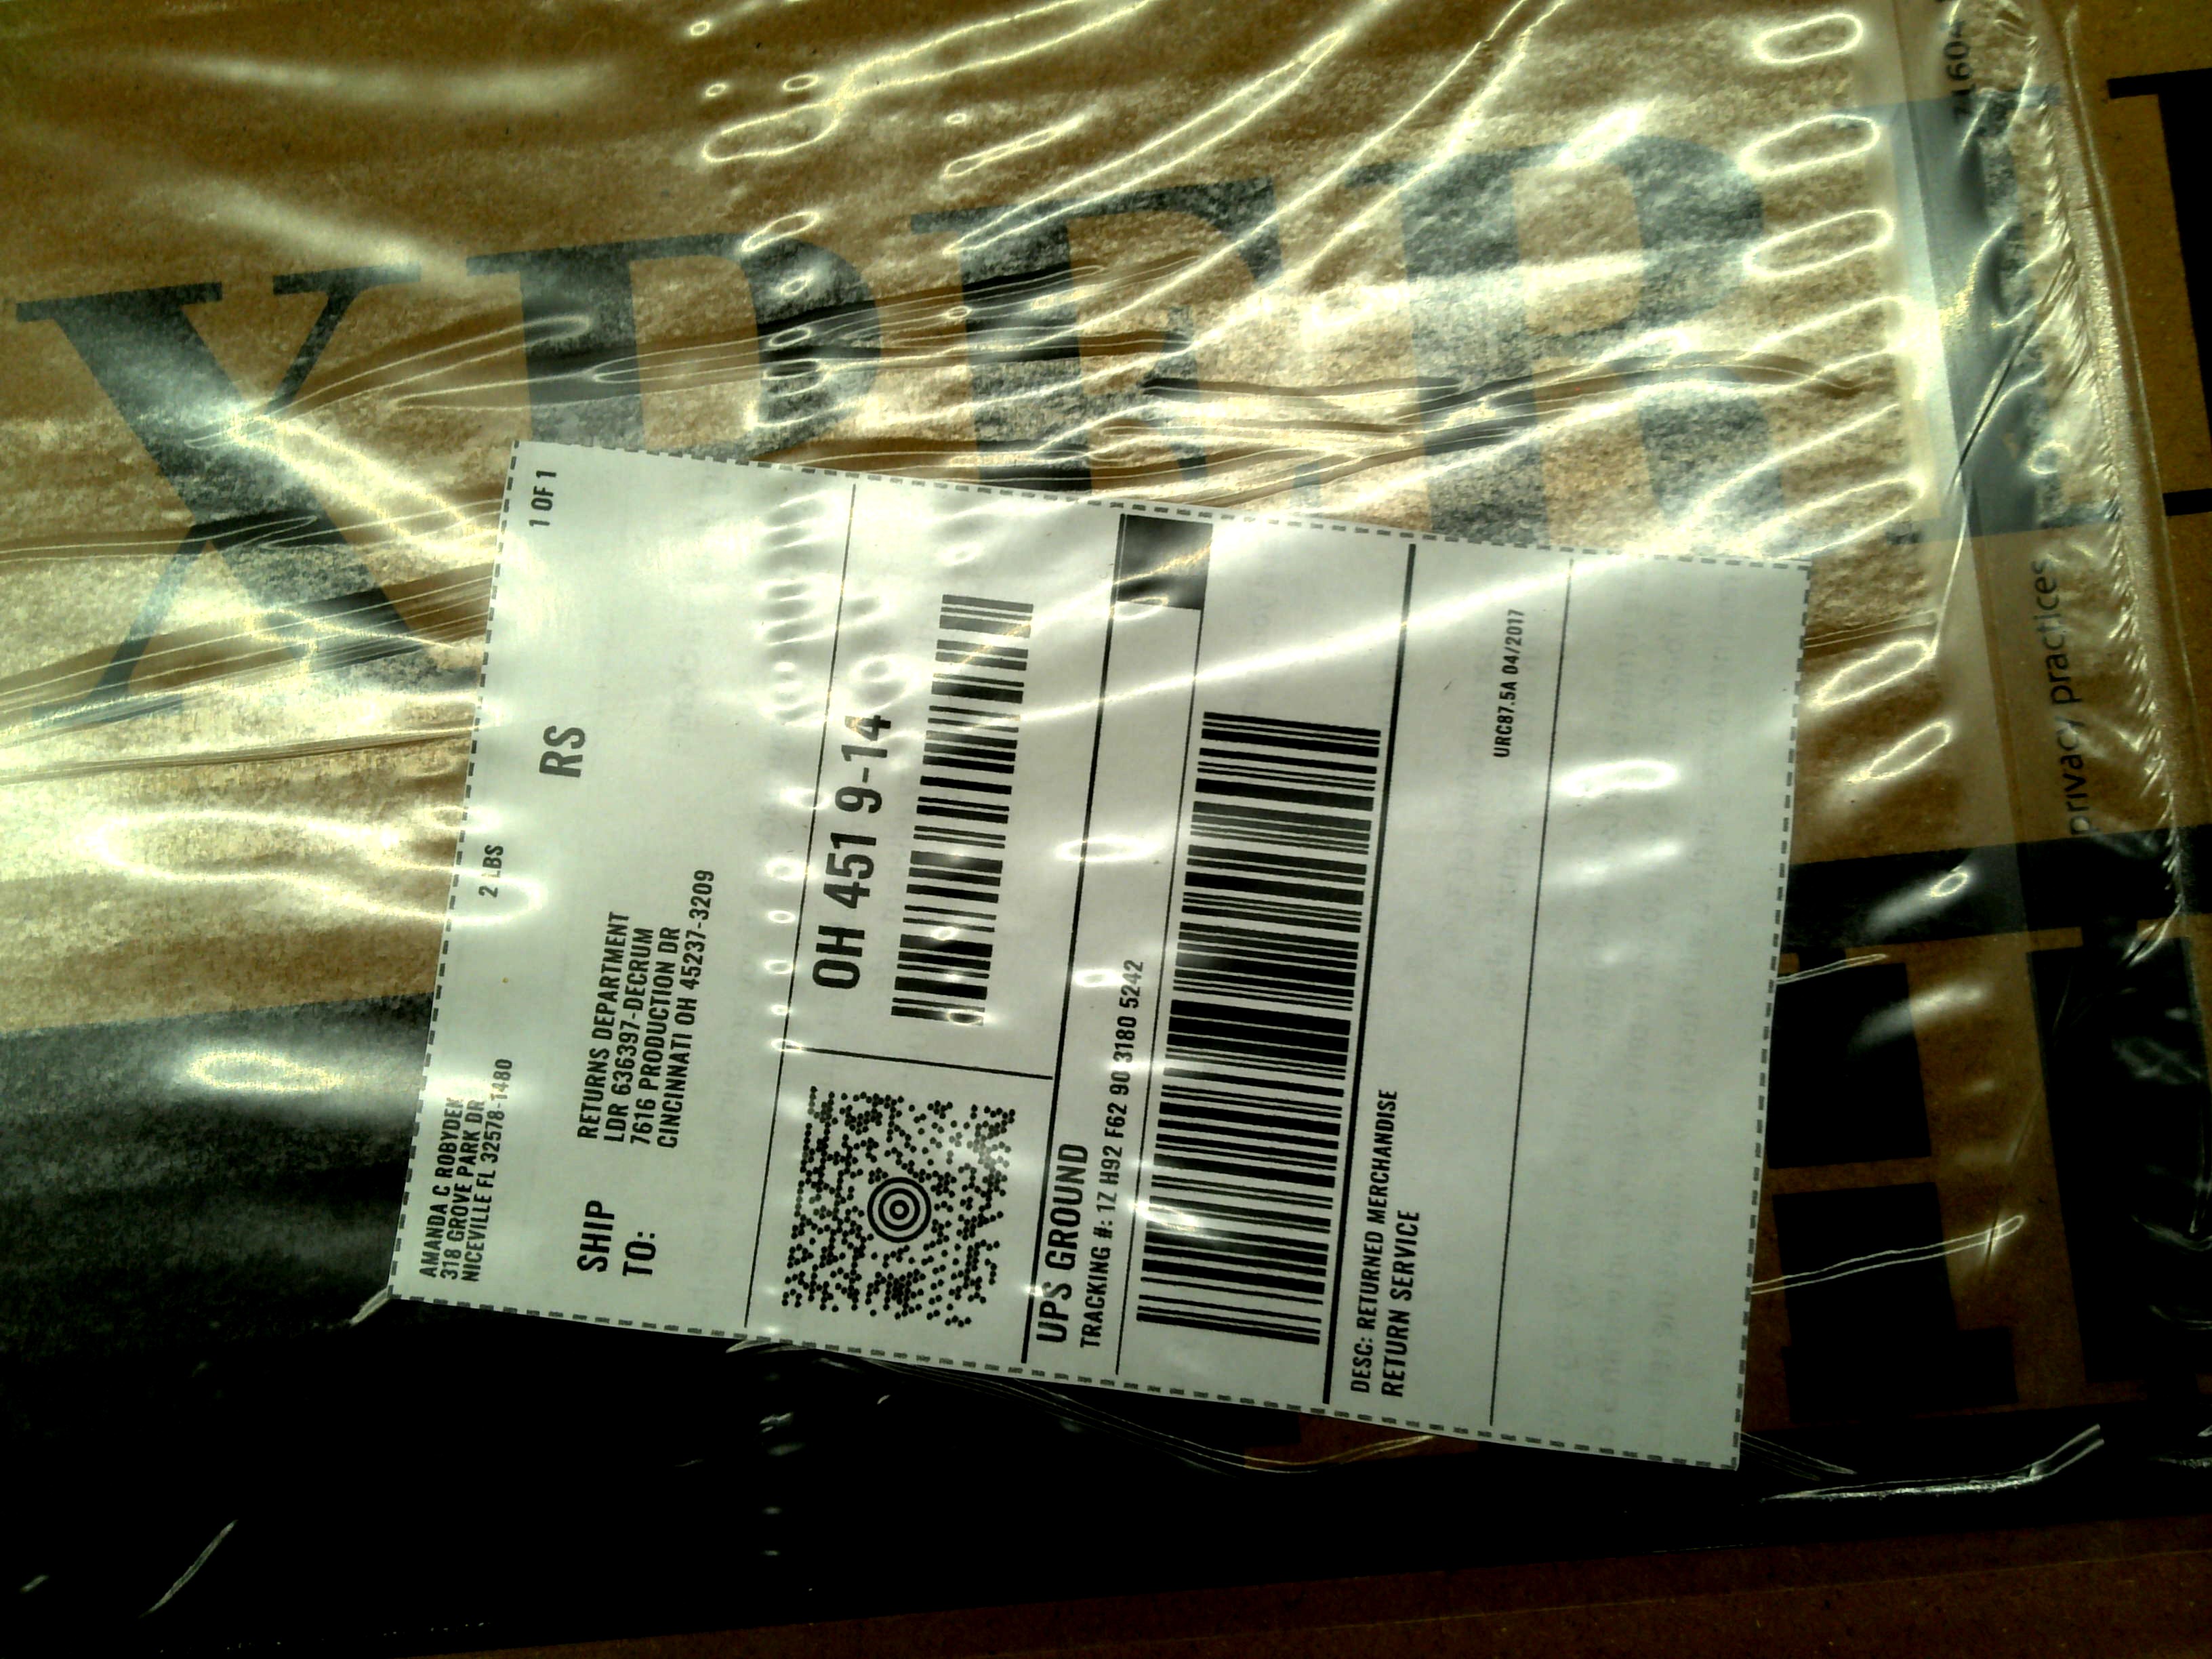 AMANDA C ROBYDEK
318 GROVE PARK DR
NICEVILLE FL 32578-1480
2 LBS
1 OF 1
RS
SHIP
TO:
RETURNS DEPARTMENT
LDR 636397-DECRUM
7616 PRODUCTION DR
CINCINNATI OH 45237-3209
OH 451 9-14
UPS GROUND
TRACKING #: 1Z H92 F62 90 3180 5242
DESC: RETURNED MERCHANDISE
RETURN SERVICE
URC87.5A 04/2017
XPERI
privacy practices